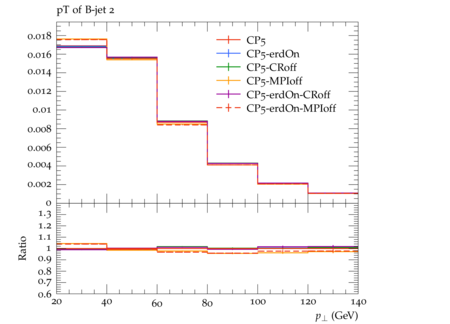 pT of B-jet 2
0.018
0.016
0.014
0.012
0.01
0.008
0.006
0.004
0.002
0
CP5
CP5-erdOn
CP5-CRoff
CP5-MPIoff
CP5-erdOn-CRoff
CP5-erdOn-MPIoff
Ratio
1.3
1.2
1.1
1
0.9
0.8
0.7
0.6
20 40 60 80 100 120 140
p⊥ (GeV)